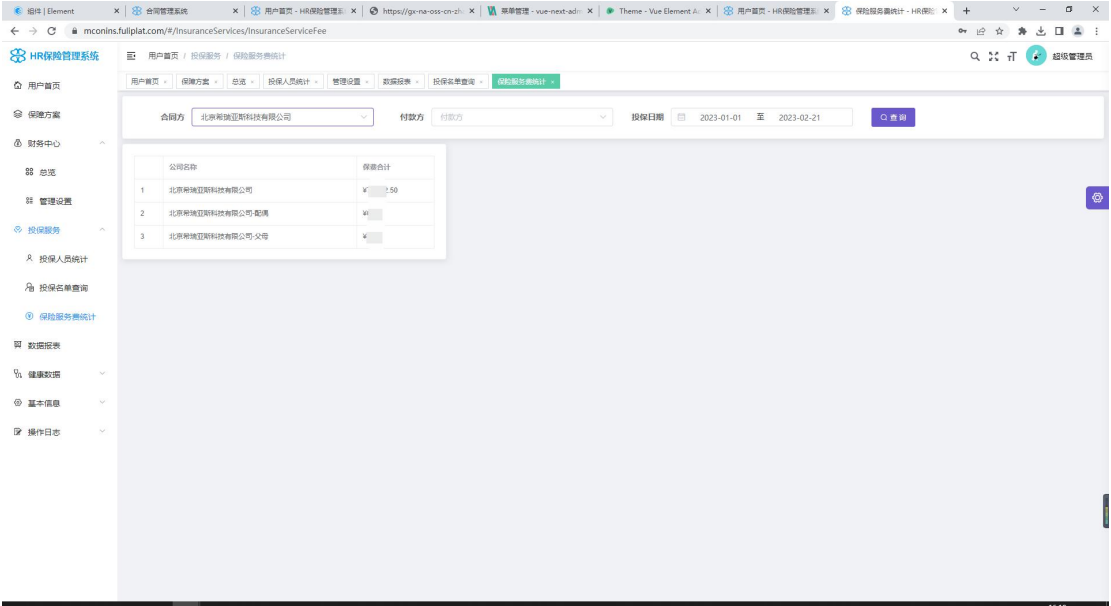 组件 | Element
合同管理系统
用户首页 - HR保险管理系
https://gx-na-oss-cn-zh
菜单管理 - vue-next-adm
Theme - Vue Element Ac
用户首页 - HR保险管理系
保险服务费统计 - HR保险
mconins.fuliplat.com/#/InsuranceServices/InsuranceServiceFee
HR保险管理系统
用户首页 / 投保服务 / 保险服务费统计
超级管理员
用户首页
保障方案
总览
投保人员统计
管理设置
数据报表
投保名单查询
保险服务费统计
用户首页
保障方案
财务中心
总览
管理设置
投保服务
投保人员统计
投保名单查询
保险服务费统计
数据报表
健康数据
基本信息
操作日志
合同方 北京希瑞亚斯科技有限公司
付款方 付款方
投保日期 2023-01-01 至 2023-02-21
查询
公司名称 保费合计
1 北京希瑞亚斯科技有限公司 ¥ 2.50
2 北京希瑞亚斯科技有限公司-配偶 ¥
3 北京希瑞亚斯科技有限公司-父母 ¥